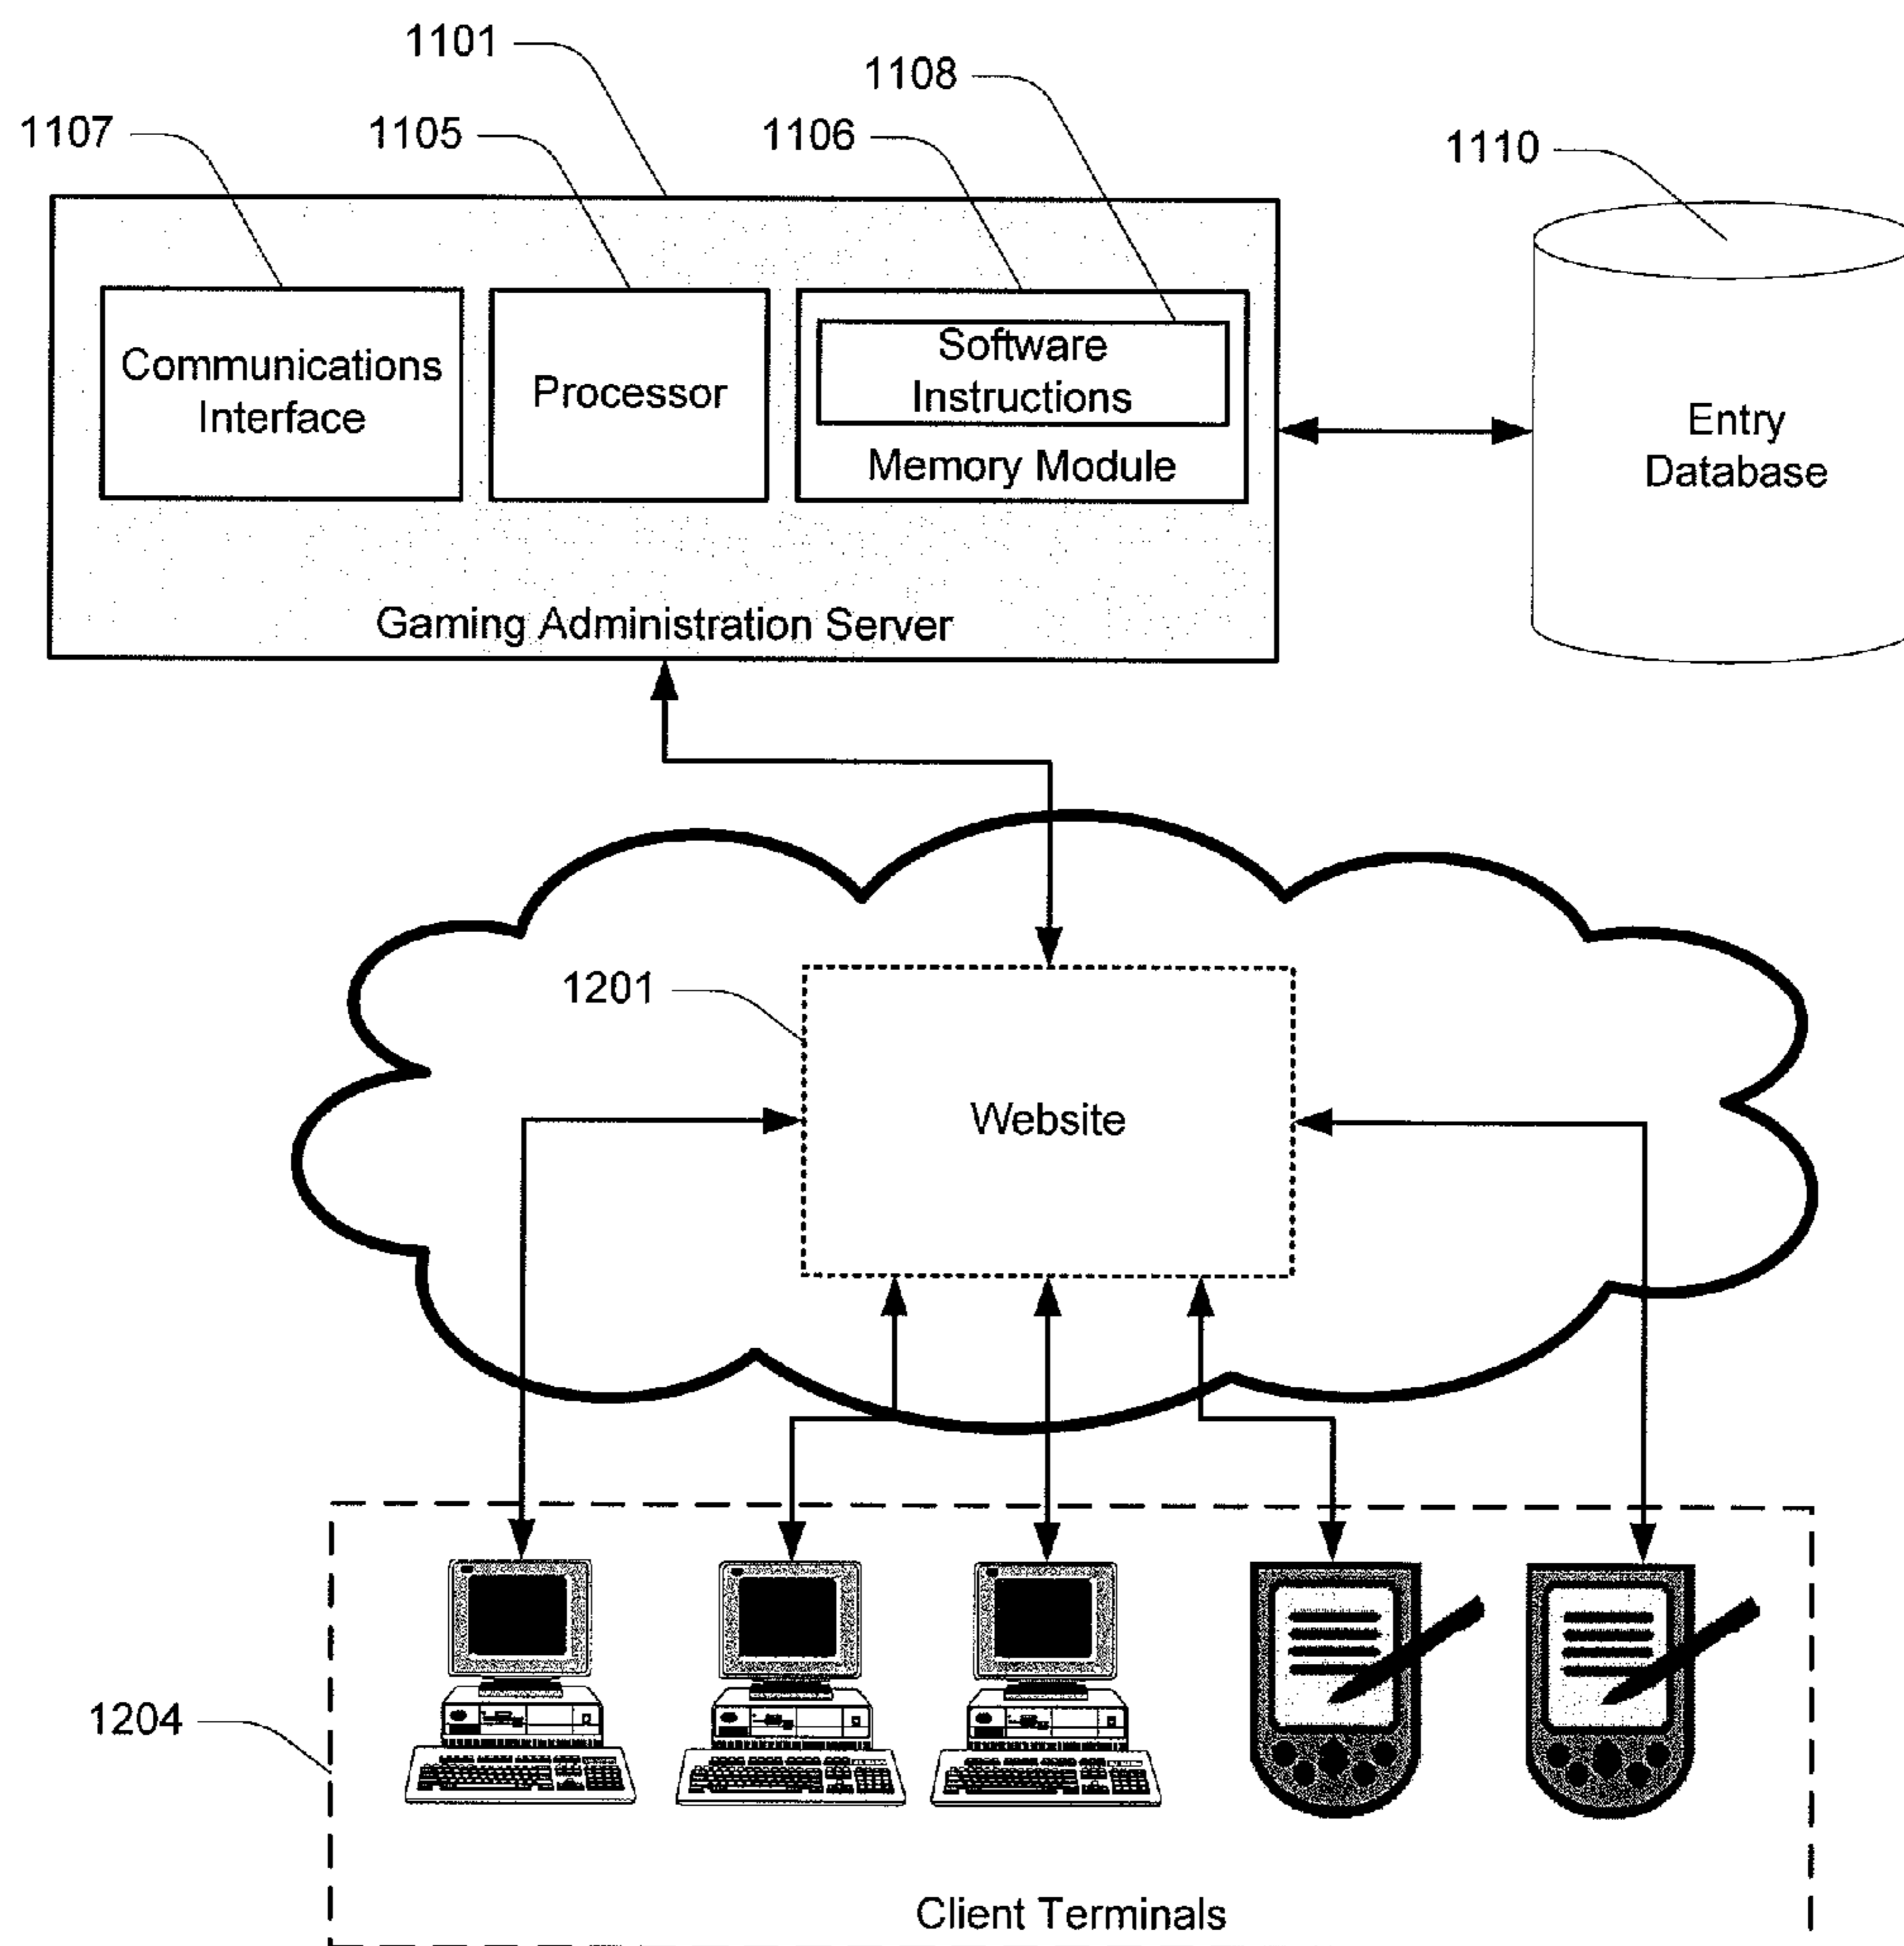 1101
1108
1107
1105
1106
1110
Communications
Interface
Processor
Software
Instructions
Memory Module
Entry
Database
Gaming Administration Server
1201
Website
1204
Client Terminals